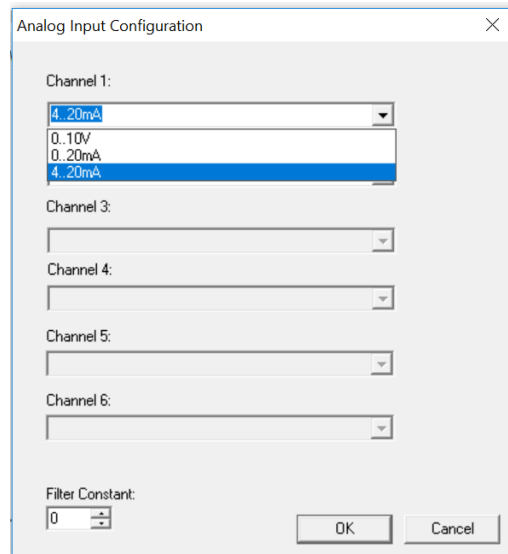 Analog Input Configuration
Channel 1:
4..20mA
0..10V
0..20mA
4..20mA
Channel 3:
Channel 4:
Channel 5:
Channel 6:
Filter Constant:
0
OK
Cancel